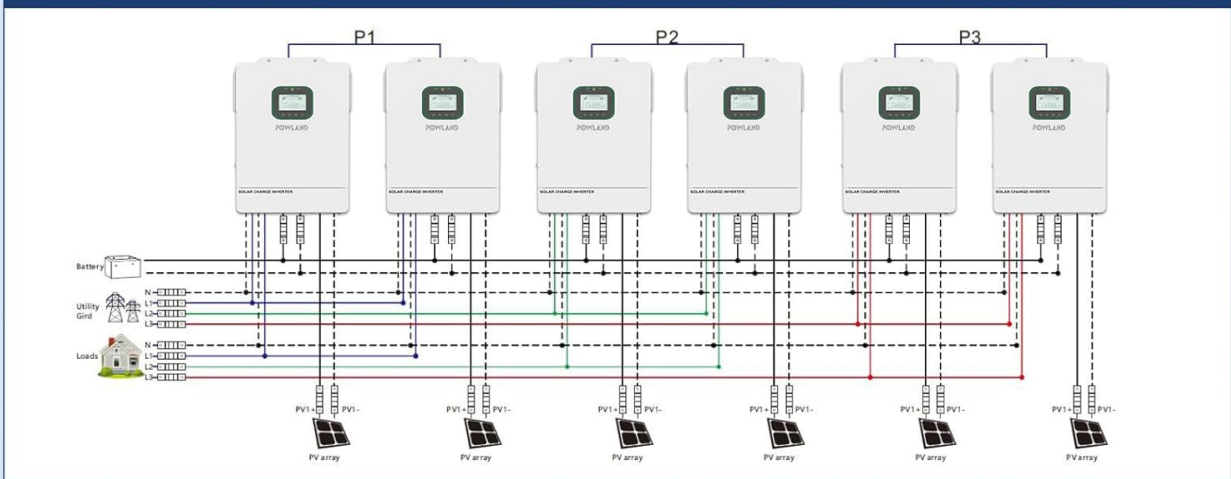 P1 P2 P3
POWLAND POWLAND POWLAND POWLAND POWLAND POWLAND
SOLAR CHARGE INVERTER SOLAR CHARGE INVERTER SOLAR CHARGE INVERTER SOLAR CHARGE INVERTER SOLAR CHARGE INVERTER SOLAR CHARGE INVERTER
Battery
Utility
Gird
N
L1
L2
L3
Loads
N
L1
L2
L3
PV1+ PV1- PV1+ PV1- PV1+ PV1- PV1+ PV1- PV1+ PV1- PV1+ PV1-
PV array PV array PV array PV array PV array PV array